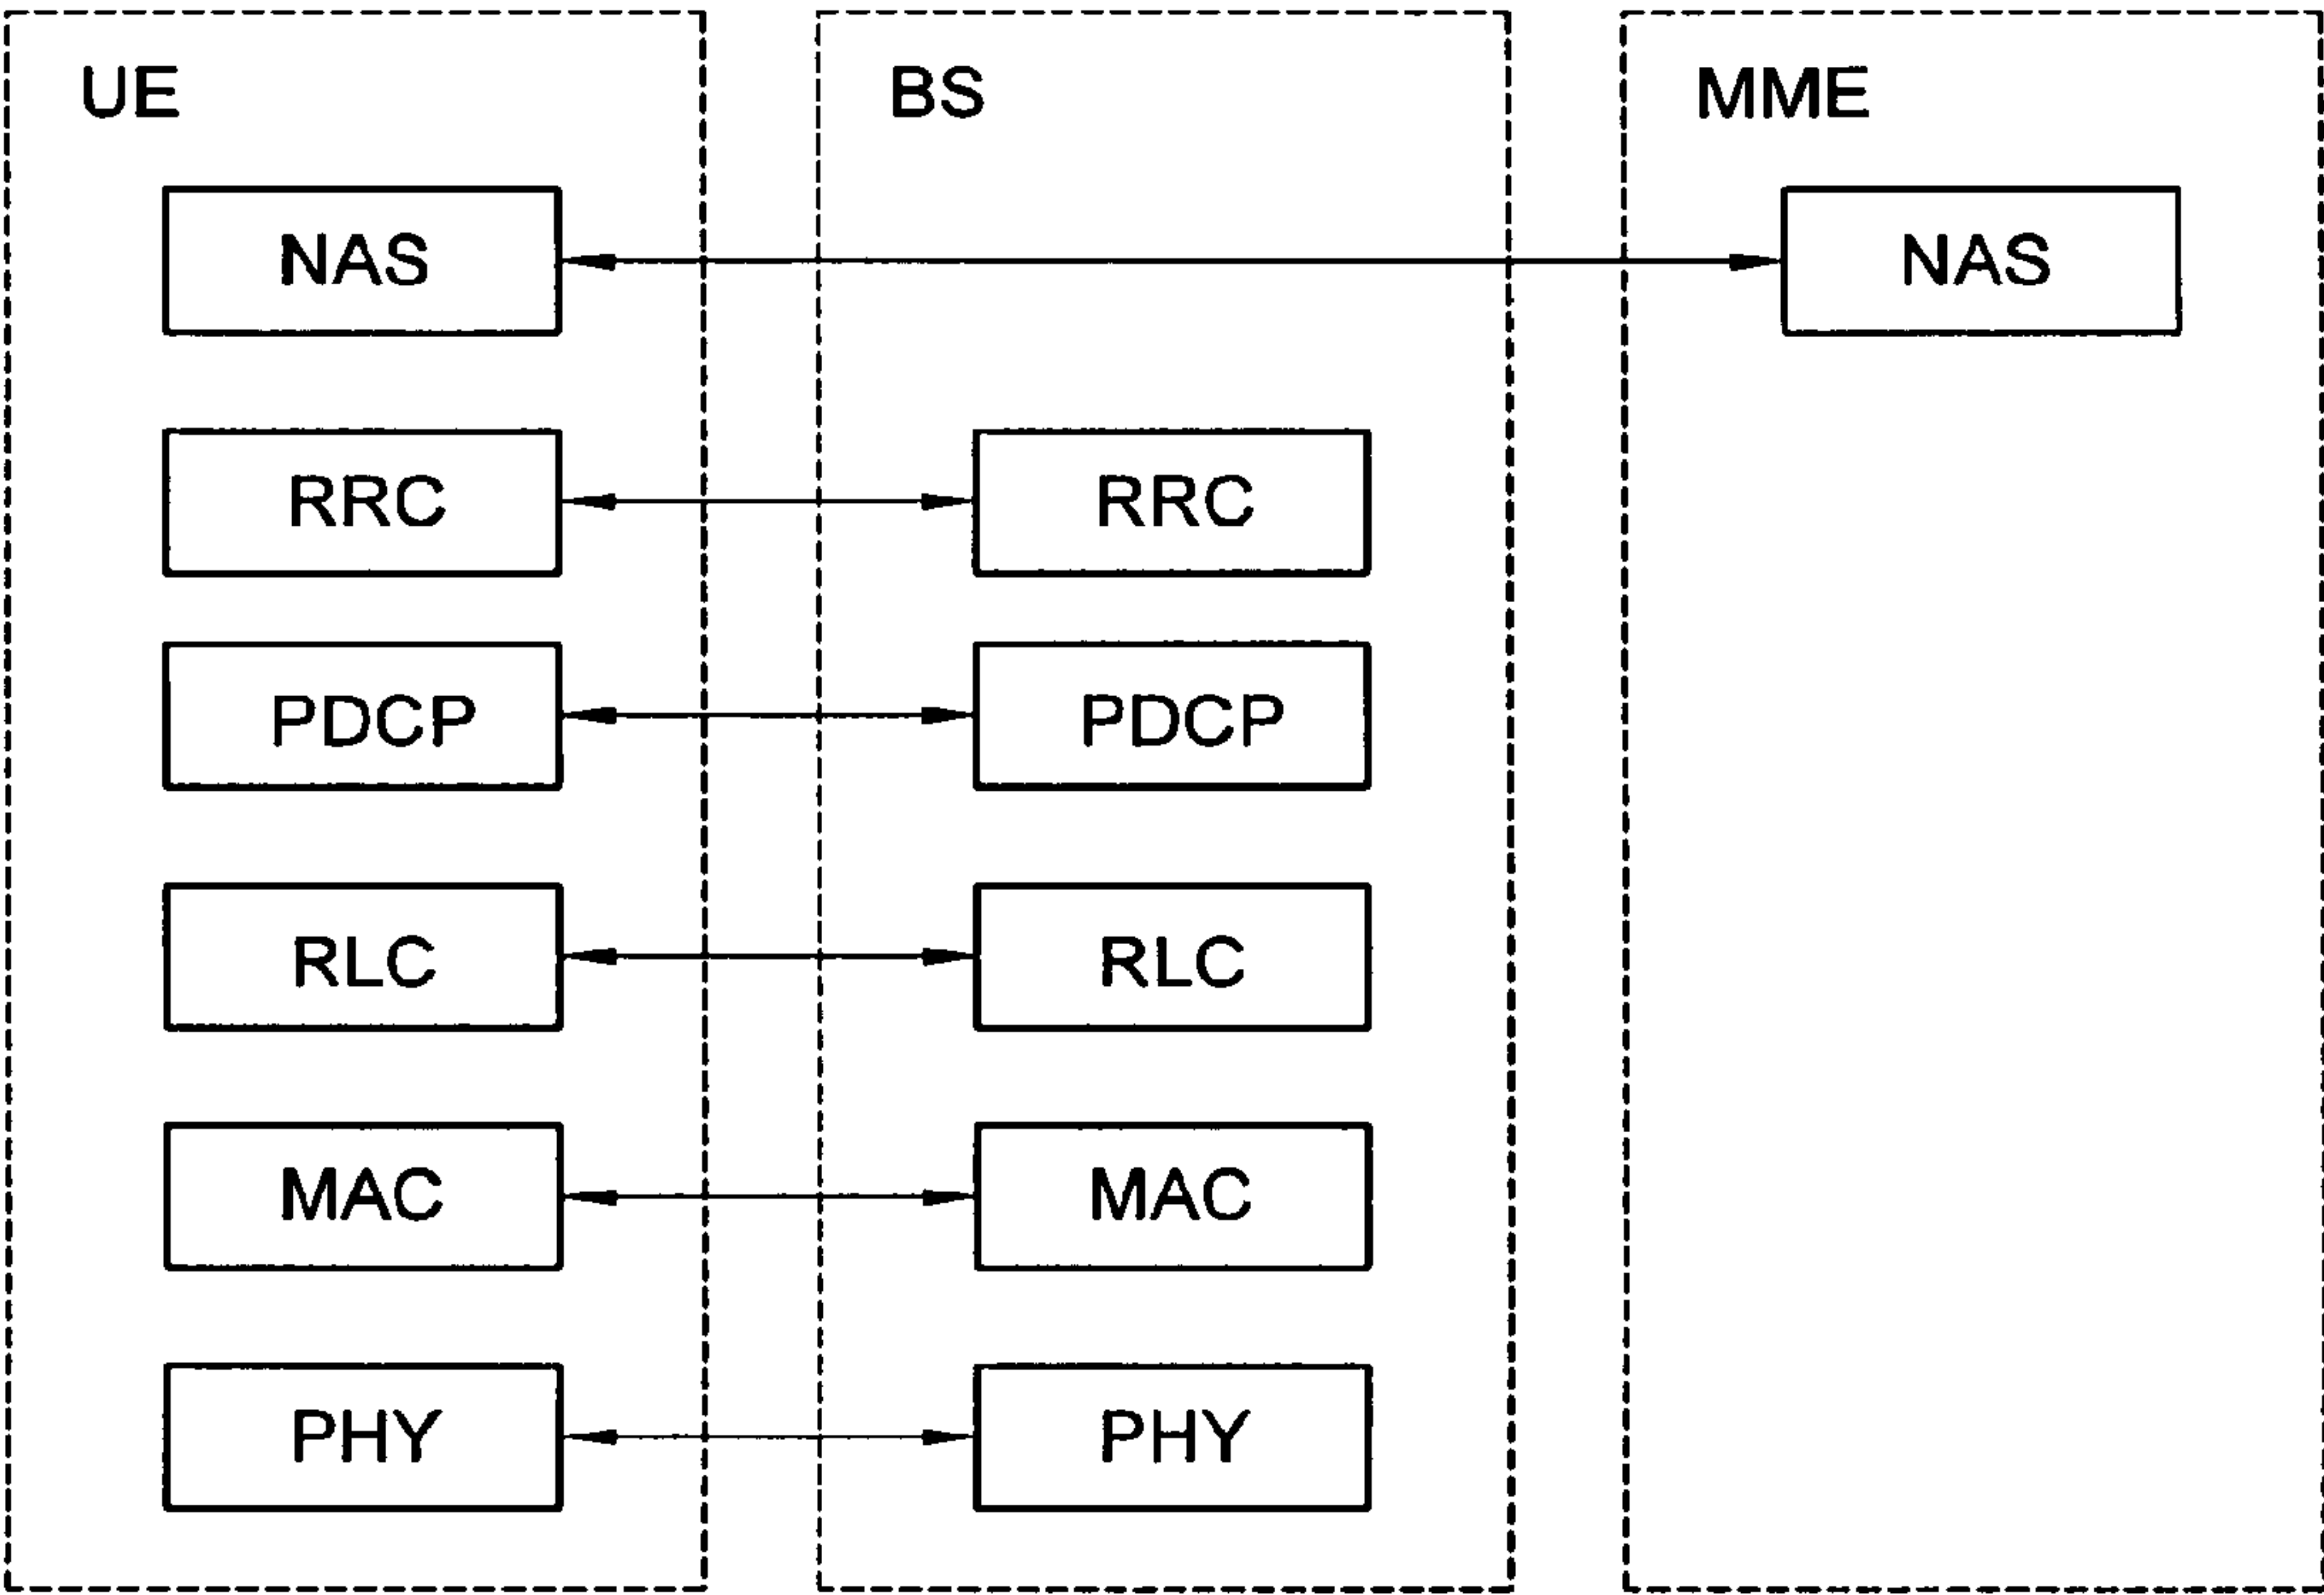 UE BS MME
NAS NAS
RRC RRC
PDCP PDCP
RLC RLC
MAC MAC
PHY PHY